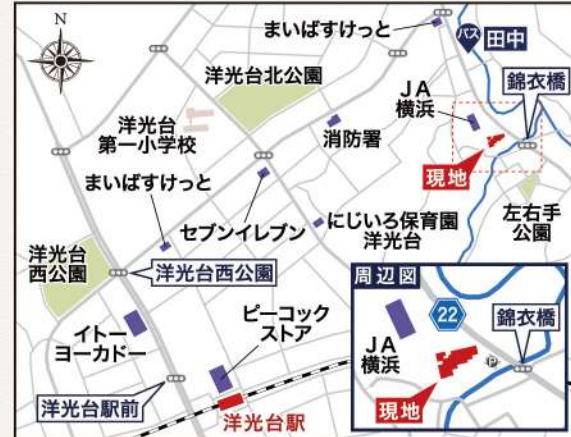 N
まいばすけっと
バス
田中
洋光台北公園
JA
横浜
錦衣橋
洋光台
第一小学校
消防署
まいばすけっと
現地
セブンイレブン
にじいろ保育園
洋光台
左右手
公園
洋光台
西公園
洋光台西公園
イトー
ヨーカドー
ピーコック
ストア
洋光台駅前
洋光台駅
周辺図
22
錦衣橋
JA
横浜
P
現地